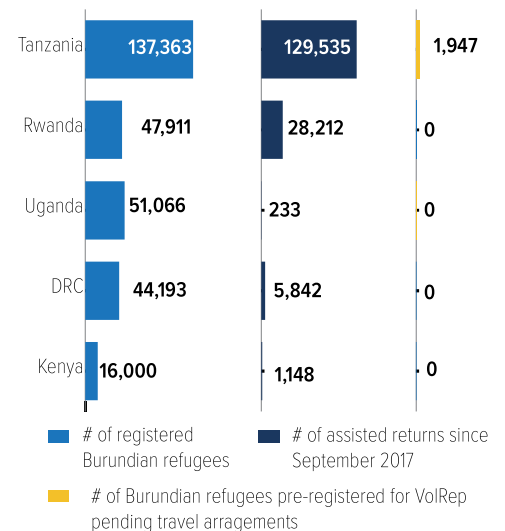 Tanzania 137,363 129,535 1,947
Rwanda 47,911 28,212 0
Uganda 51,066 233 0
DRC 44,193 5,842 0
Kenya 16,000 1,148 0
# of registered
Burundian refugees
# of assisted returns since
September 2017
# of Burundian refugees pre-registered for VolRep
pending travel arragements